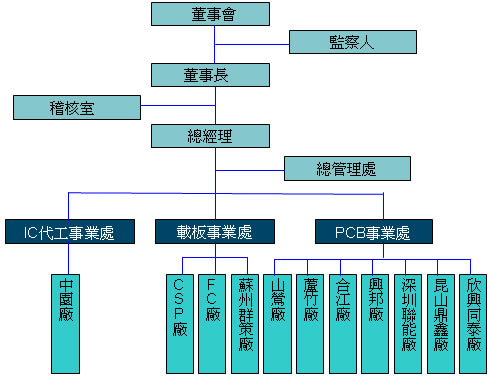 董事會
監察人
董事長
稽核室
總經理
總管理處
IC代工事業處
載板事業處
PCB事業處
中園廠
CSP廠
FC廠
蘇州群策廠
山鶯廠
蘆竹廠
合江廠
興邦廠
深圳聯能廠
昆山鼎鑫廠
欣興同泰廠